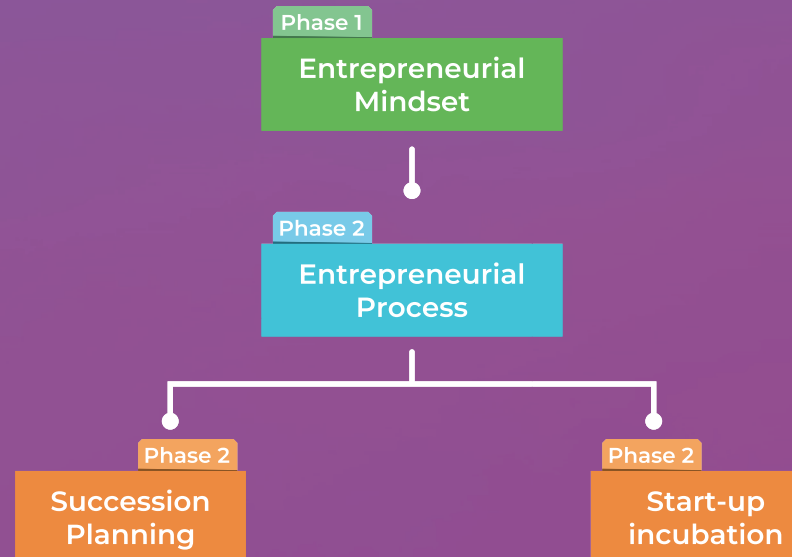 Phase 1
Entrepreneurial
Mindset
Phase 2
Entrepreneurial
Process
Phase 2
Succession
Planning
Phase 2
Start-up
incubation